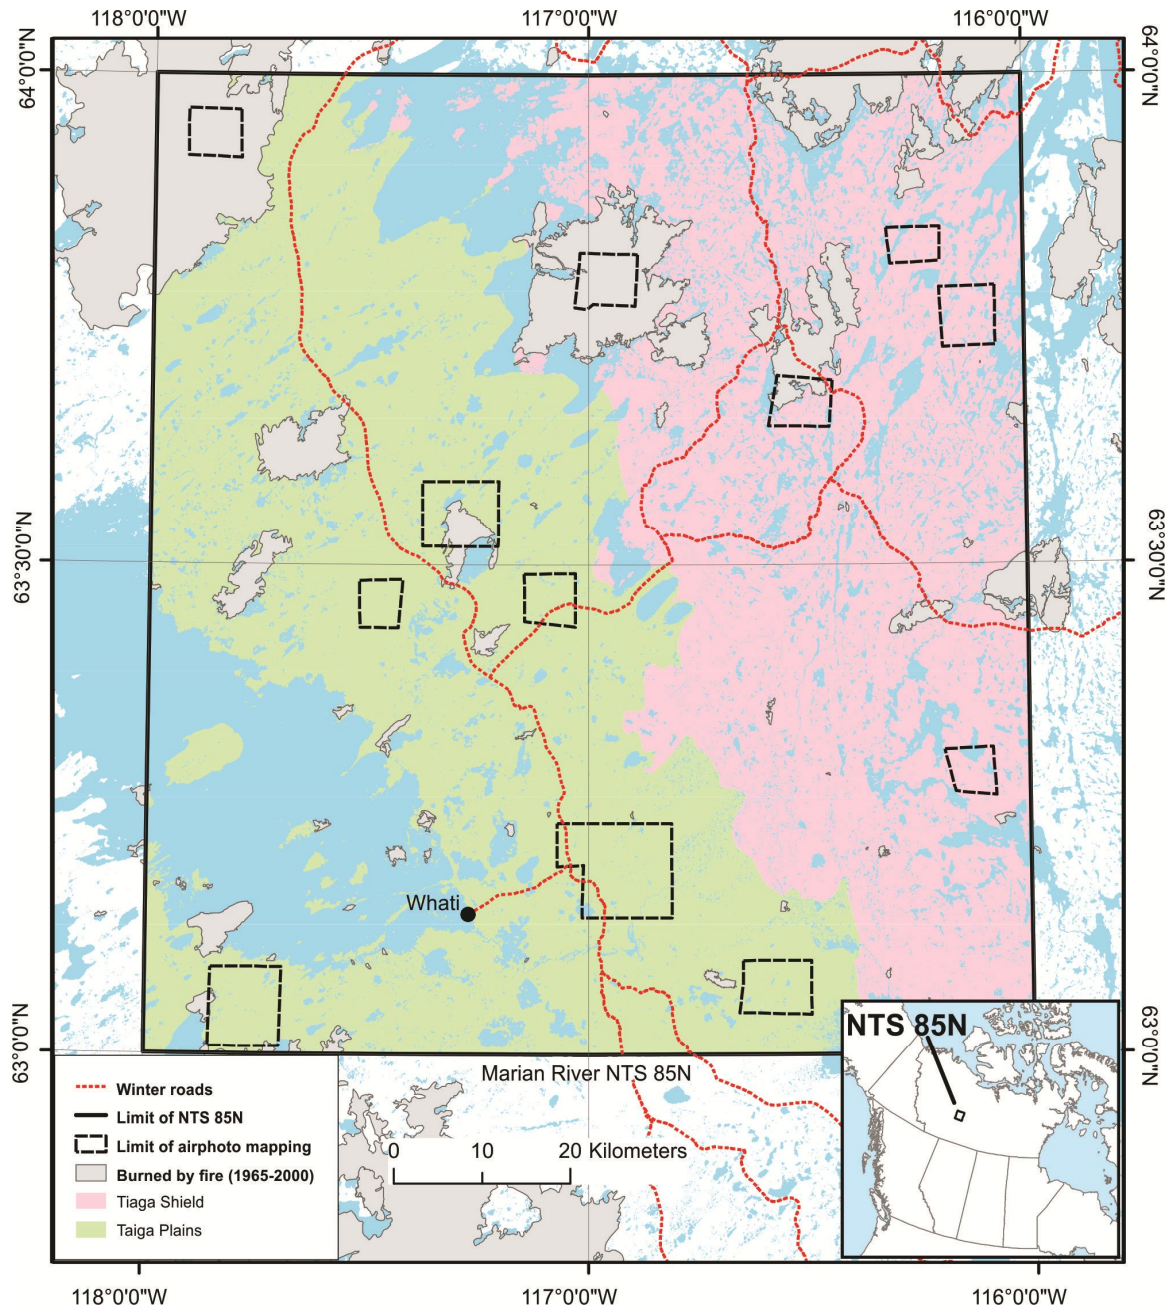 118°0'0"W 117°0'0"W 116°0'0"W
64°0'0"N 64°0'0"N
63°30'0"N 63°30'0"N
Whati
63°0'0"N 63°0'0"N
NTS 85N
Marian River NTS 85N
0 10 20 Kilometers
Winter roads
Limit of NTS 85N
Limit of airphoto mapping
Burned by fire (1965-2000)
Tiaga Shield
Taiga Plains
118°0'0"W 117°0'0"W 116°0'0"W